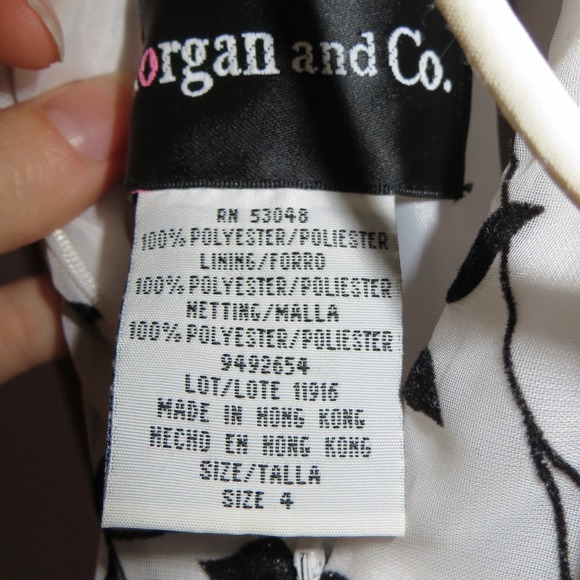 organ and Co.
RN 53048
100% POLYESTER/POLIESTER
LINING/FORRO
100% POLYESTER/POLIESTER
NETTING/MALLA
100% POLYESTER/POLIESTER
9492654
LOT/LOTE 11916
MADE IN HONG KONG
HECHO EN HONG KONG
SIZE/TALLA
SIZE 4